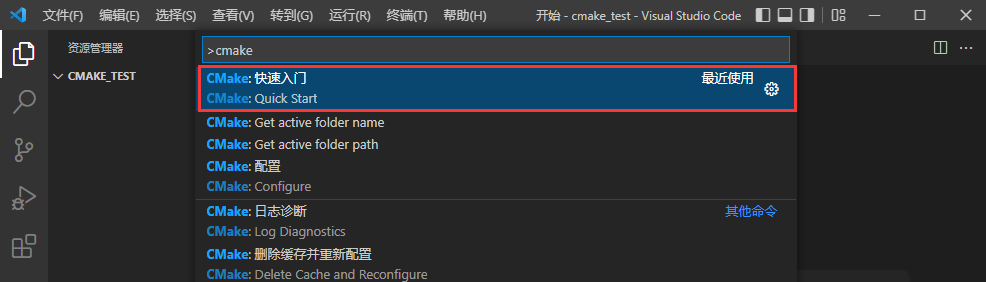 文件(F) 编辑(E) 选择(S) 查看(V) 转到(G) 运行(R) 终端(T) 帮助(H) 开始 - cmake_test - Visual Studio Code
资源管理器
CMAKE_TEST
>cmake
CMake: 快速入门 最近使用
CMake: Quick Start
CMake: Get active folder name
CMake: Get active folder path
CMake: 配置
CMake: Configure
CMake: 日志诊断 其他命令
CMake: Log Diagnostics
CMake: 删除缓存并重新配置
CMake: Delete Cache and Reconfigure